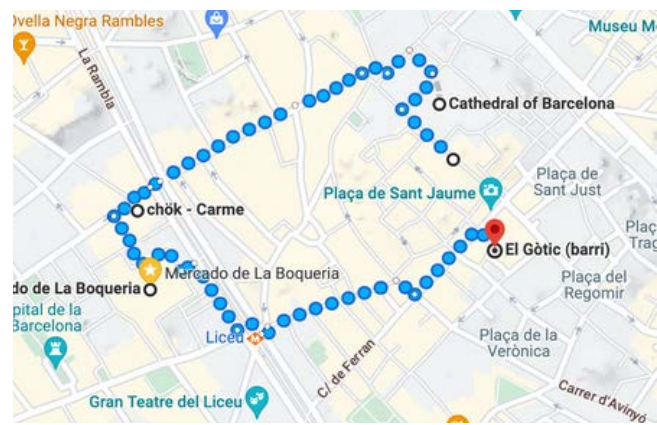 Ovella Negra Rambles
Museu M
La Rambla
Cathedral of Barcelona
Plaça de
Sant Just
Plaça de Sant Jaume
chök - Carme
Plaç
Trag
El Gòtic (barri)
Mercado de La Boqueria
do de La Boqueria
Plaça del
Regomir
pital de la
Barcelona
Liceu
Plaça de la
Verònica
C/ de Ferran
Gran Teatre del Liceu
Carrer d'Avinyó